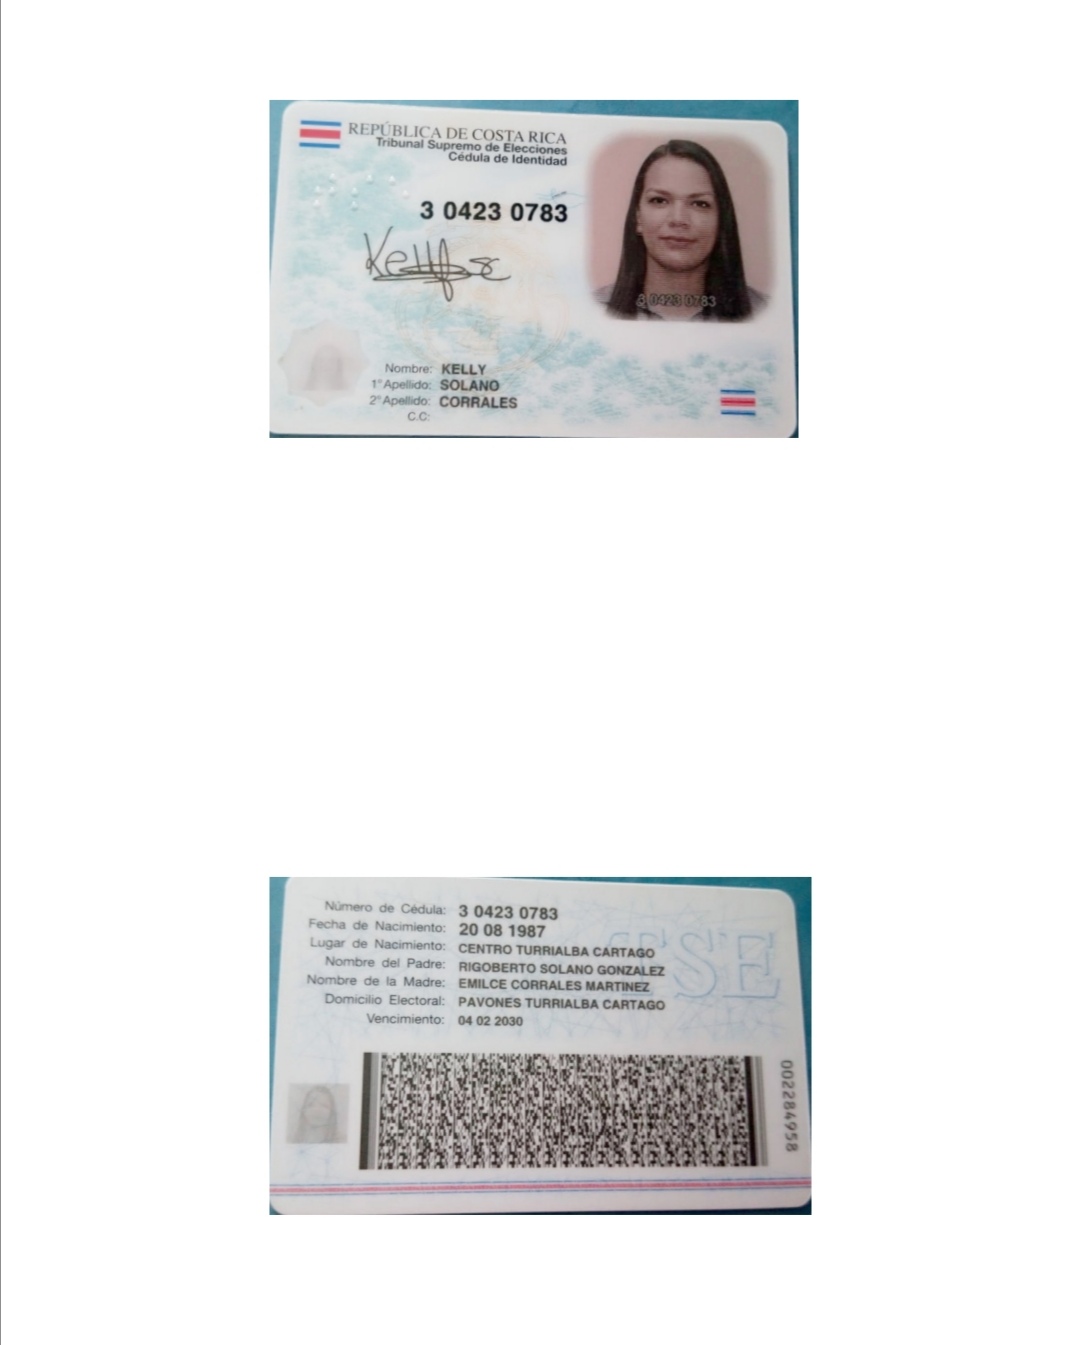 REPÚBLICA DE COSTA RICA
Tribunal Supremo de Elecciones
Cédula de Identidad
3 0423 0783
3 0423 0783
Nombre: KELLY
1° Apellido: SOLANO
2° Apellido: CORRALES
C.C:
Número de Cédula: 3 0423 0783
Fecha de Nacimiento: 20 08 1987
Lugar de Nacimiento: CENTRO TURRIALBA CARTAGO
Nombre del Padre: RIGOBERTO SOLANO GONZALEZ
Nombre de la Madre: EMILCE CORRALES MARTINEZ
Domicilio Electoral: PAVONES TURRIALBA CARTAGO
Vencimiento: 04 02 2030
TSE
002284958